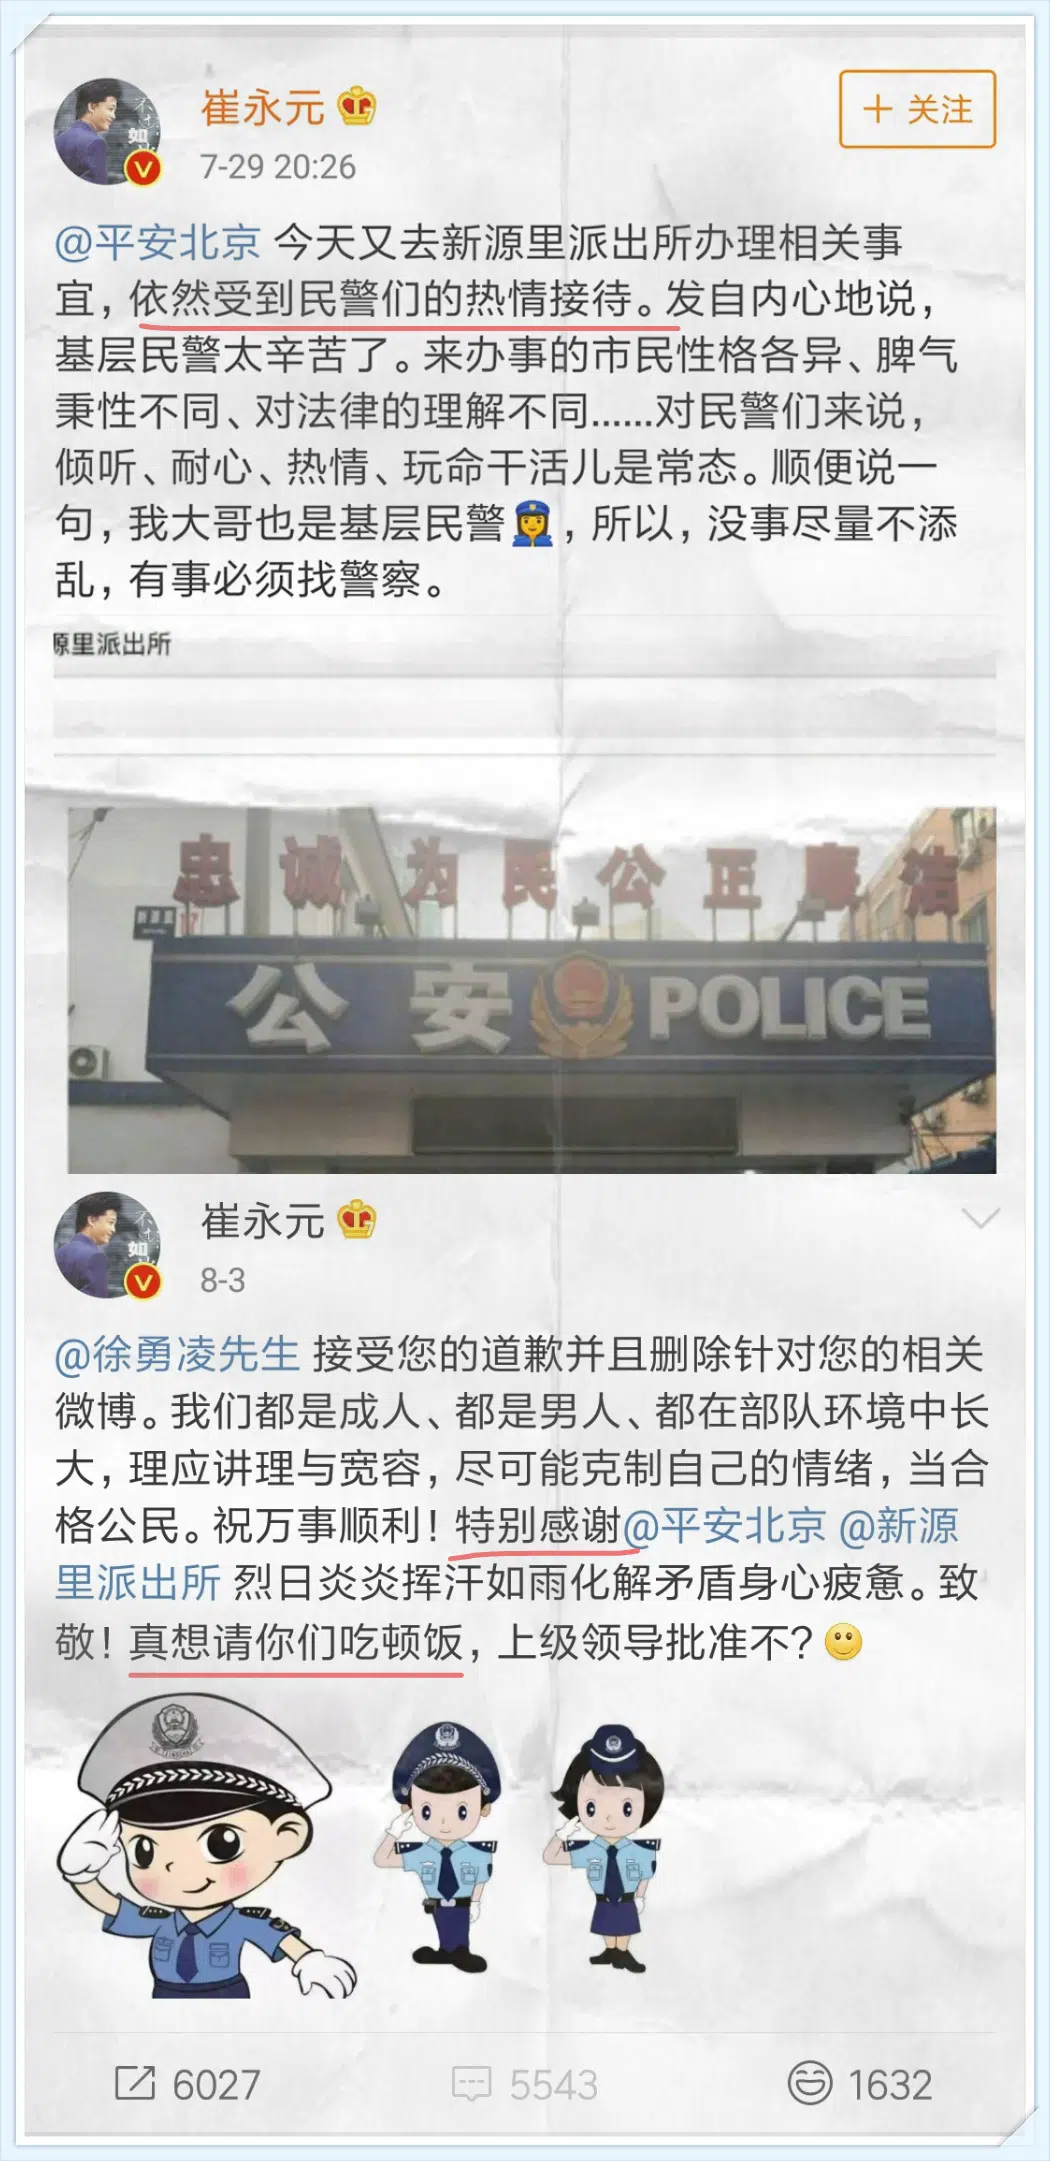 崔永元
7-29 20:26
+ 关注
@平安北京 今天又去新源里派出所办理相关事
宜，依然受到民警们的热情接待。发自内心地说，
基层民警太辛苦了。来办事的市民性格各异、脾气
秉性不同、对法律的理解不同......对民警们来说，
倾听、耐心、热情、玩命干活儿是常态。顺便说一
句，我大哥也是基层民警👮‍♀️，所以，没事尽量不添
乱，有事必须找警察。
源里派出所
忠诚为民公正廉洁
新源里
公安 POLICE
崔永元
8-3
@徐勇凌先生 接受您的道歉并且删除针对您的相关
微博。我们都是成人、都是男人、都在部队环境中长
大，理应讲理与宽容，尽可能克制自己的情绪，当合
格公民。祝万事顺利！特别感谢@平安北京 @新源
里派出所 烈日炎炎挥汗如雨化解矛盾身心疲惫。致
敬！真想请你们吃顿饭，上级领导批准不？🙂
6027
5543
1632